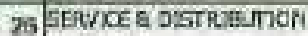 26 SERVICE & DISTRIBUTION